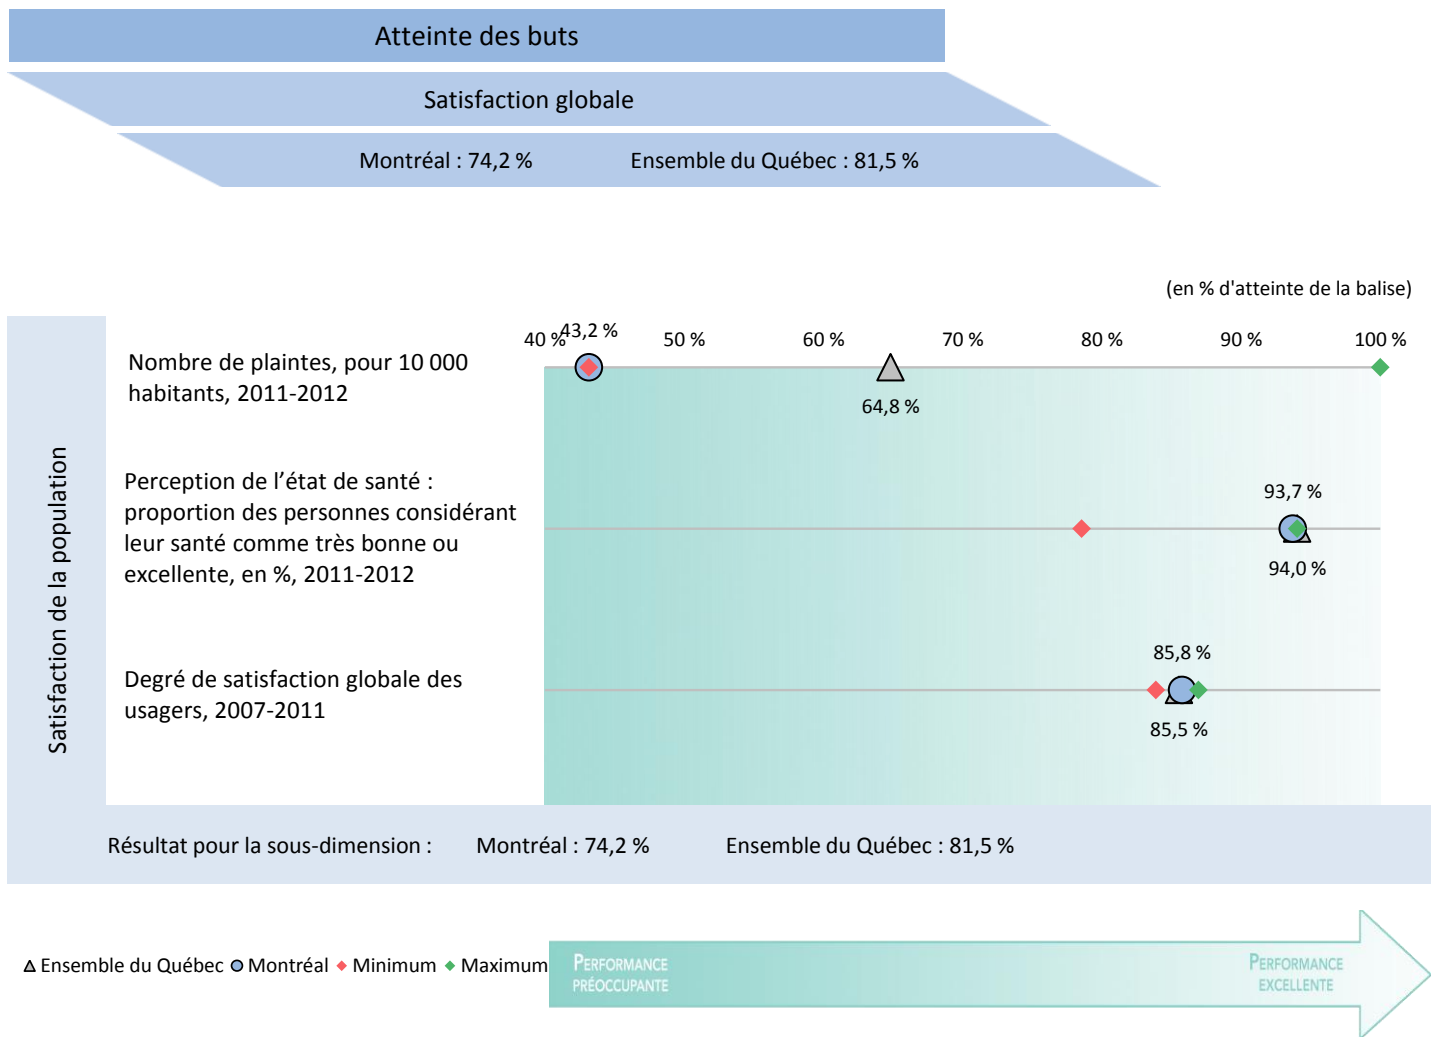 Atteinte des buts
Satisfaction globale
Montréal : 74,2 % Ensemble du Québec : 81,5 %
(en % d'atteinte de la balise)
40 % 43,2 % 50 % 60 % 70 % 80 % 90 % 100 %
Satisfaction de la population
Nombre de plaintes, pour 10 000
habitants, 2011-2012
64,8 %
Perception de l’état de santé :
proportion des personnes considérant
leur santé comme très bonne ou
excellente, en %, 2011-2012
93,7 %
94,0 %
Degré de satisfaction globale des
usagers, 2007-2011
85,8 %
85,5 %
Résultat pour la sous-dimension : Montréal : 74,2 % Ensemble du Québec : 81,5 %
Ensemble du Québec Montréal Minimum Maximum
PERFORMANCE
PRÉOCCUPANTE
PERFORMANCE
EXCELLENTE